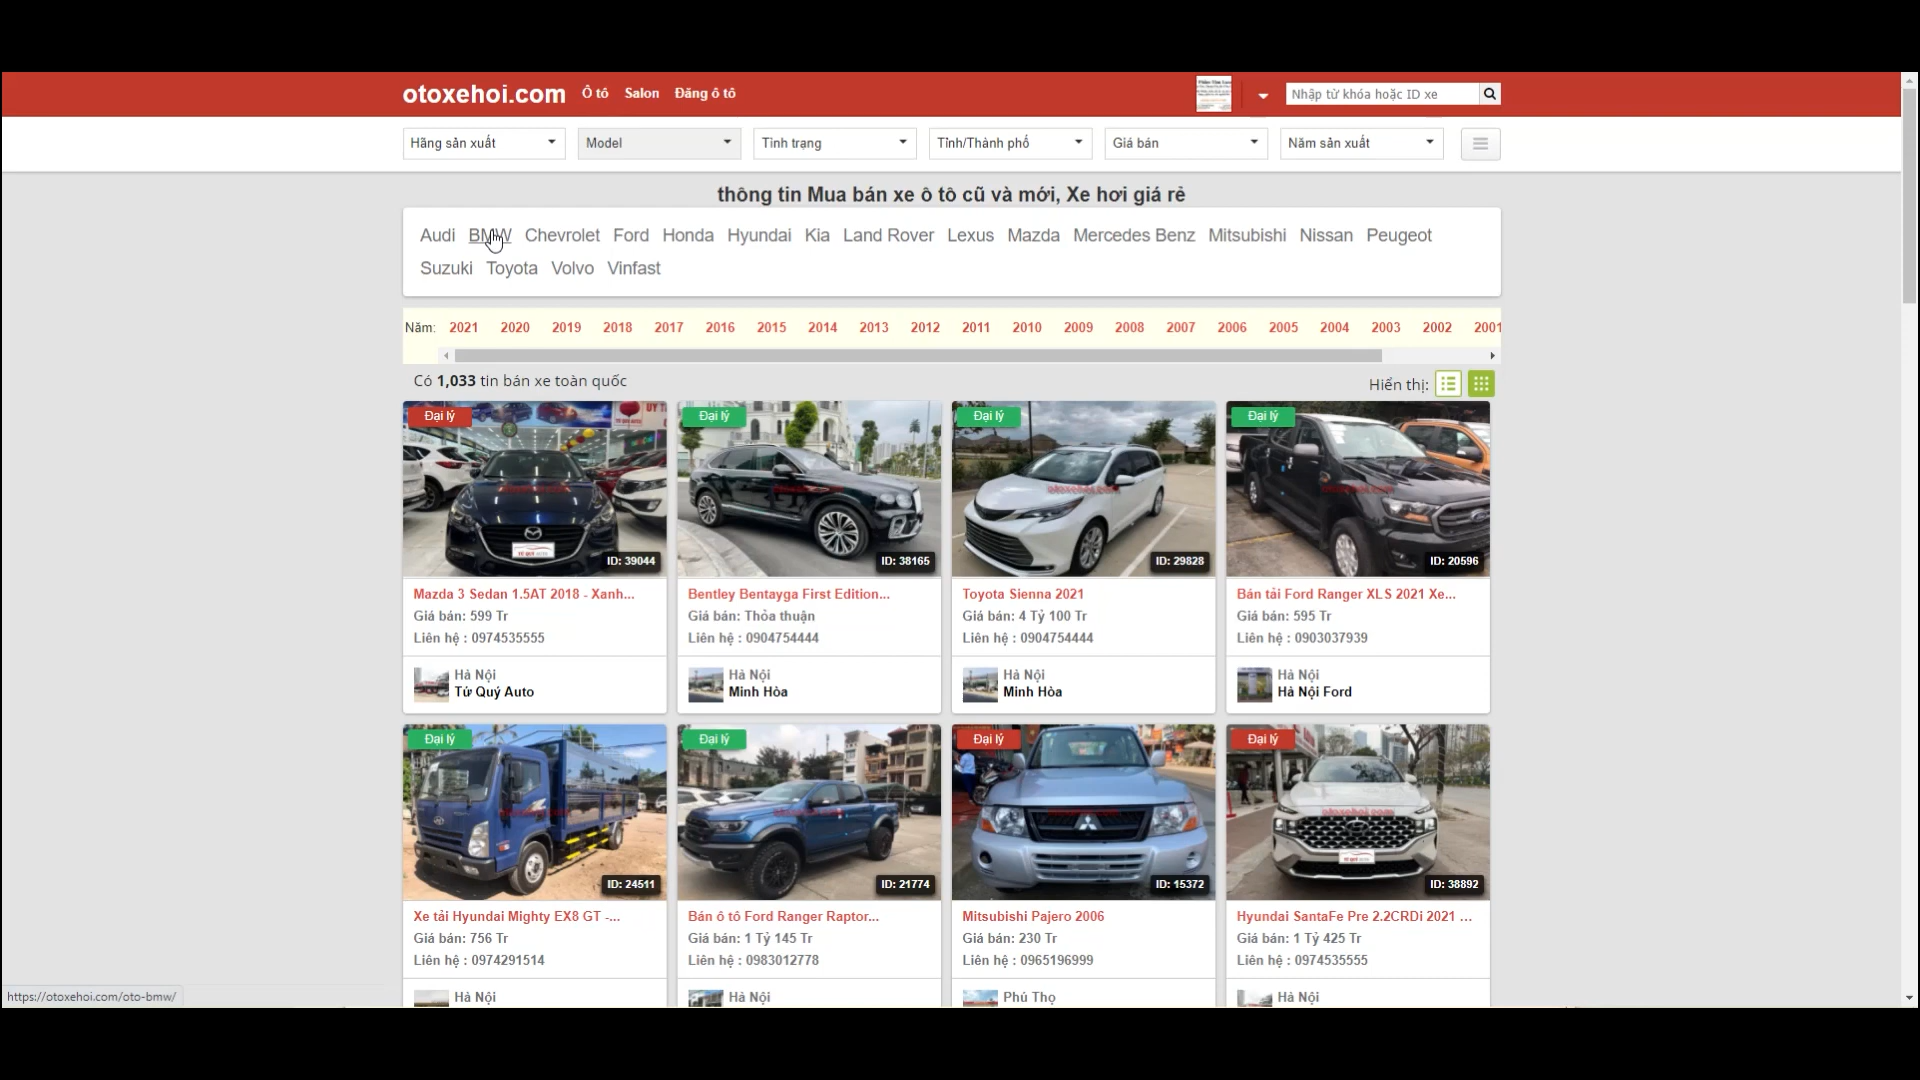 otoxehoi.com Ô tô Salon Đăng ô tô Nhập từ khóa hoặc ID xe
Hãng sản xuất Model Tình trạng Tỉnh/Thành phố Giá bán Năm sản xuất
thông tin Mua bán xe ô tô cũ và mới, Xe hơi giá rẻ
Audi BMW Chevrolet Ford Honda Hyundai Kia Land Rover Lexus Mazda Mercedes Benz Mitsubishi Nissan Peugeot
Suzuki Toyota Volvo Vinfast
Năm: 2021 2020 2019 2018 2017 2016 2015 2014 2013 2012 2011 2010 2009 2008 2007 2006 2005 2004 2003 2002 2001
Có 1,033 tin bán xe toàn quốc
Hiển thị:
Đại lý Đại lý Đại lý Đại lý
ID: 39044 ID: 38165 ID: 29828 ID: 20596
Mazda 3 Sedan 1.5AT 2018 - Xanh... Bentley Bentayga First Edition... Toyota Sienna 2021 Bán tải Ford Ranger XLS 2021 Xe...
Giá bán: 599 Tr Giá bán: Thỏa thuận Giá bán: 4 Tỷ 100 Tr Giá bán: 595 Tr
Liên hệ : 0974535555 Liên hệ : 0904754444 Liên hệ : 0904754444 Liên hệ : 0903037939
Hà Nội Hà Nội Hà Nội Hà Nội
Tứ Quý Auto Minh Hòa Minh Hòa Hà Nội Ford
Đại lý Đại lý Đại lý Đại lý
otoxehoi.com
ID: 24511 ID: 21774 ID: 15372 ID: 38892
Xe tải Hyundai Mighty EX8 GT -... Bán ô tô Ford Ranger Raptor... Mitsubishi Pajero 2006 Hyundai SantaFe Pre 2.2CRDi 2021 ...
Giá bán: 756 Tr Giá bán: 1 Tỷ 145 Tr Giá bán: 230 Tr Giá bán: 1 Tỷ 425 Tr
Liên hệ : 0974291514 Liên hệ : 0983012778 Liên hệ : 0965196999 Liên hệ : 0974535555
Hà Nội Hà Nội Phú Thọ Hà Nội
https://otoxehoi.com/oto-bmw/